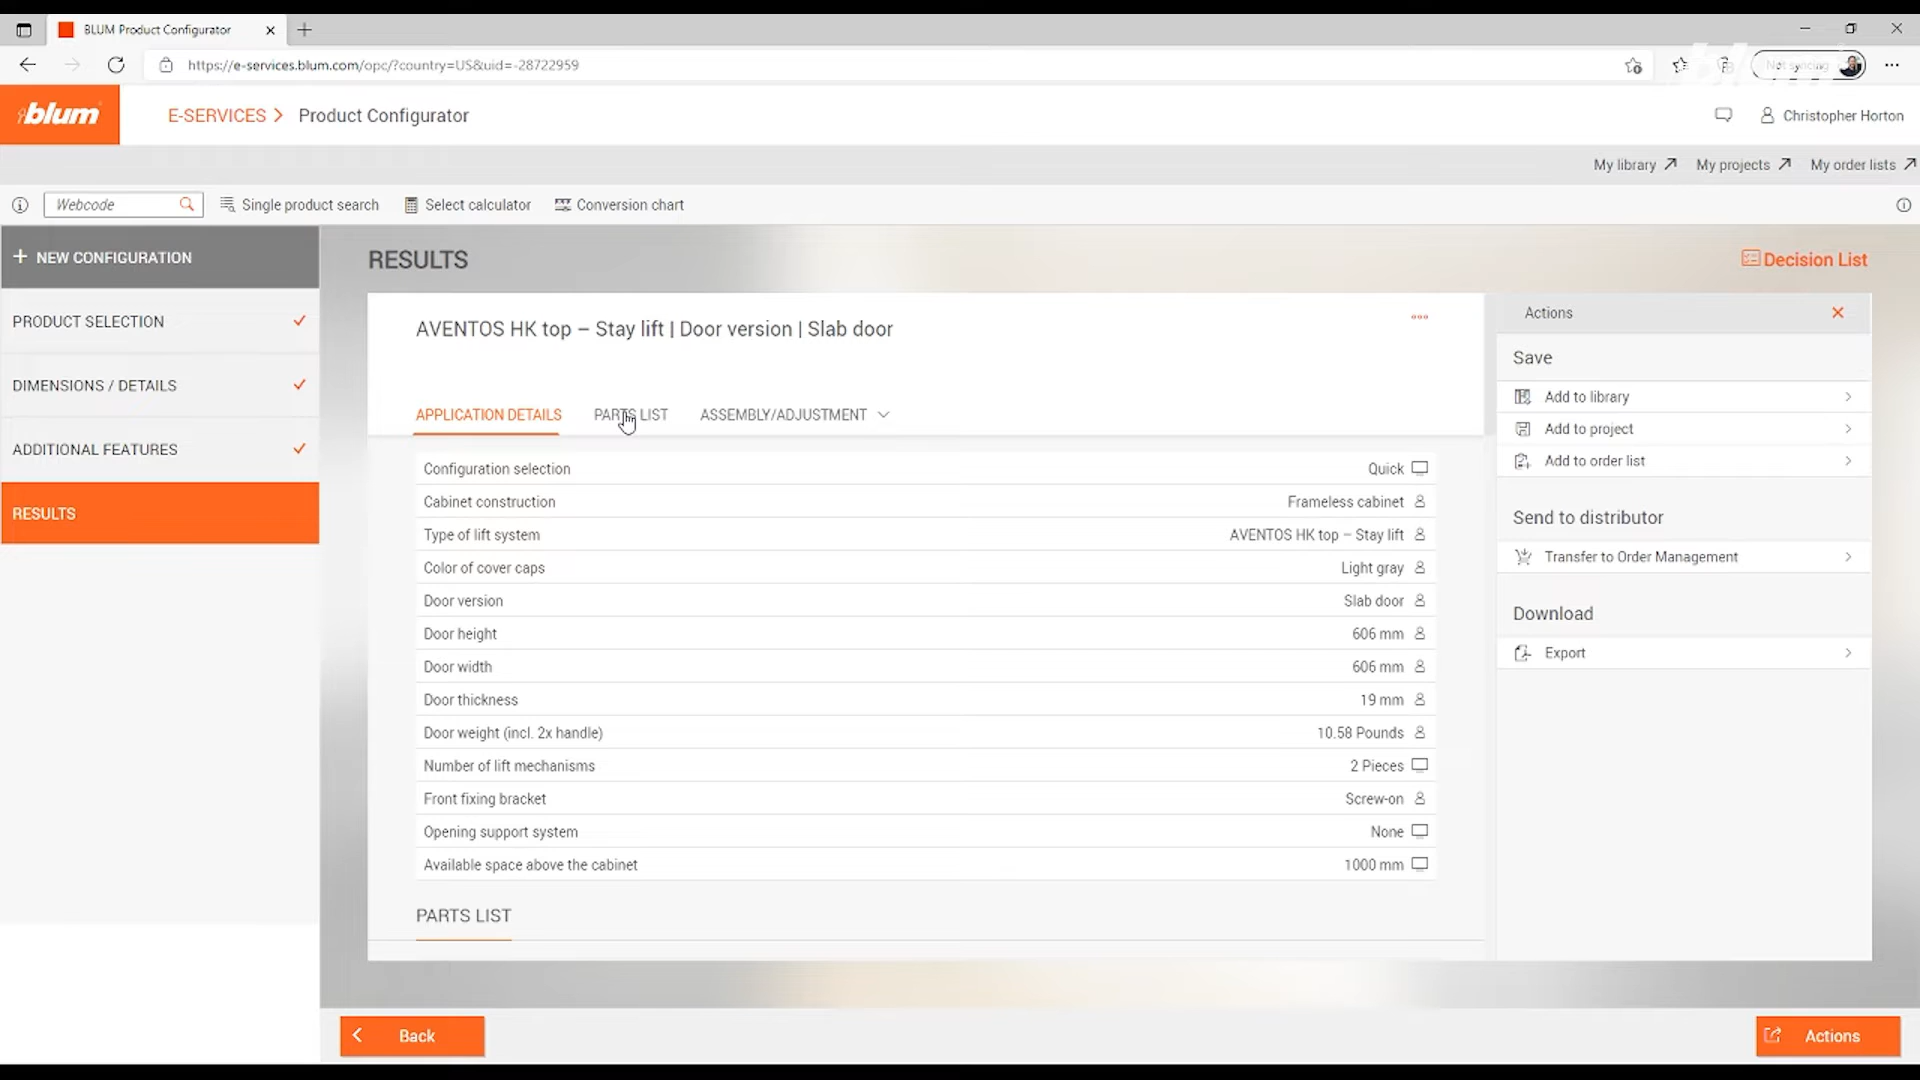 BLUM Product Configurator
https://e-services.blum.com/opc/?country=US&uid=-28722959
Not syncing
blum
E-SERVICES
Product Configurator
Christopher Horton
My library
My projects
My order lists
Webcode
Single product search
Select calculator
Conversion chart
NEW CONFIGURATION
PRODUCT SELECTION
DIMENSIONS / DETAILS
ADDITIONAL FEATURES
RESULTS
RESULTS
Decision List
AVENTOS HK top – Stay lift | Door version | Slab door
APPLICATION DETAILS
PARTS LIST
ASSEMBLY/ADJUSTMENT
Configuration selection Quick
Cabinet construction Frameless cabinet
Type of lift system AVENTOS HK top – Stay lift
Color of cover caps Light gray
Door version Slab door
Door height 606 mm
Door width 606 mm
Door thickness 19 mm
Door weight (incl. 2x handle) 10.58 Pounds
Number of lift mechanisms 2 Pieces
Front fixing bracket Screw-on
Opening support system None
Available space above the cabinet 1000 mm
PARTS LIST
Actions
Save
Add to library
Add to project
Add to order list
Send to distributor
Transfer to Order Management
Download
Export
Back
Actions